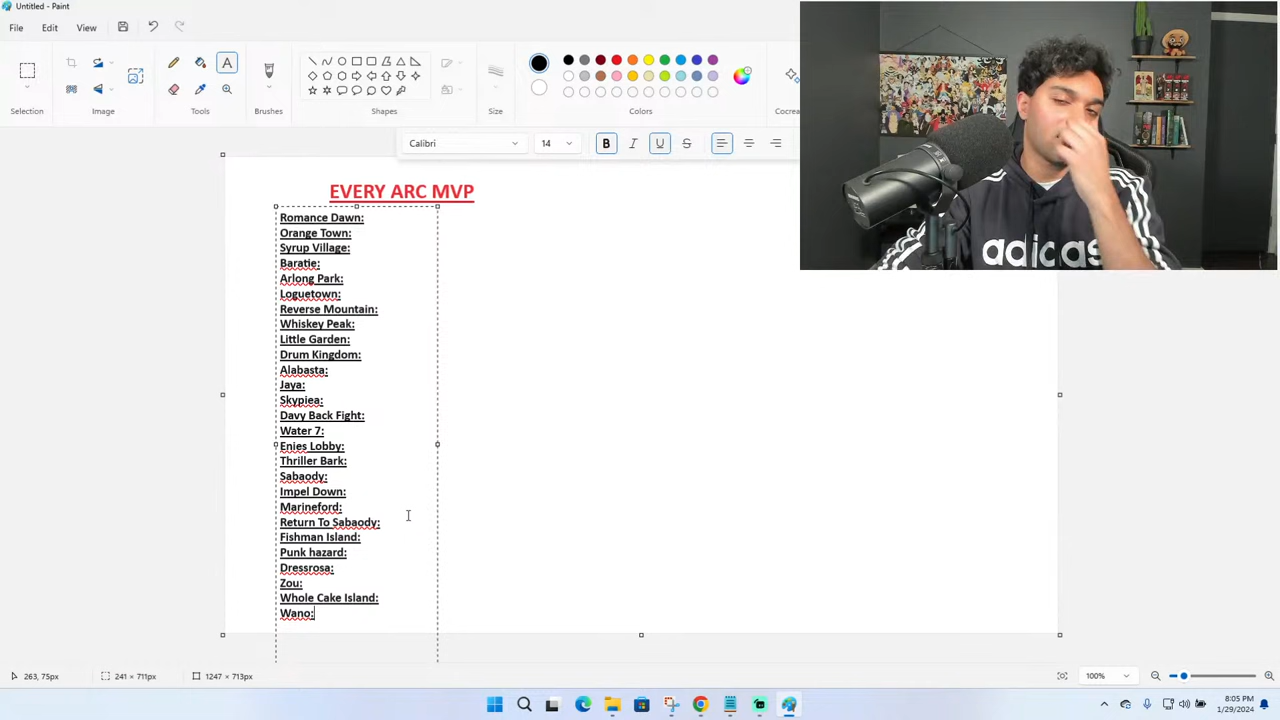 Untitled - Paint
File Edit View
Selection Image Tools Brushes Shapes Size Colors Cocrea
Calibri 14 B I U S
EVERY ARC MVP
Romance Dawn:
Orange Town:
Syrup Village:
Baratie:
Arlong Park:
Loguetown:
Reverse Mountain:
Whiskey Peak:
Little Garden:
Drum Kingdom:
Alabasta:
Jaya:
Skypiea:
Davy Back Fight:
Water 7:
Enies Lobby:
Thriller Bark:
Sabaody:
Impel Down:
Marineford:
Return To Sabaody:
Fishman Island:
Punk hazard:
Dressrosa:
Zou:
Whole Cake Island:
Wano:
adidas
263, 75px 241 × 711px 1247 × 713px 100%
8:05 PM
1/29/2024